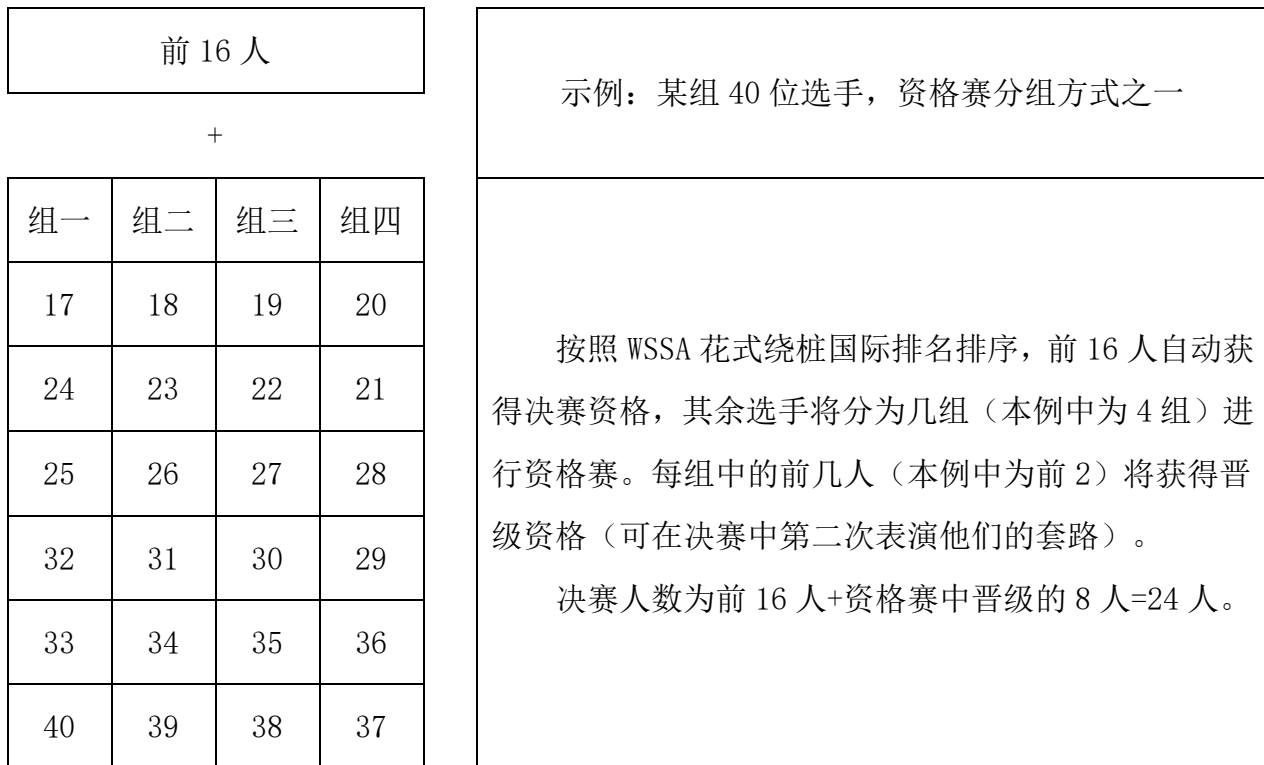 前 16 人
+
组一 组二 组三 组四
17 18 19 20
24 23 22 21
25 26 27 28
32 31 30 29
33 34 35 36
40 39 38 37
示例：某组 40 位选手，资格赛分组方式之一
按照 WSSA 花式绕桩国际排名排序，前 16 人自动获
得决赛资格，其余选手将分为几组（本例中为 4 组）进
行资格赛。每组中的前几人（本例中为前 2）将获得晋
级资格（可在决赛中第二次表演他们的套路）。
决赛人数为前 16 人+资格赛中晋级的 8 人=24 人。